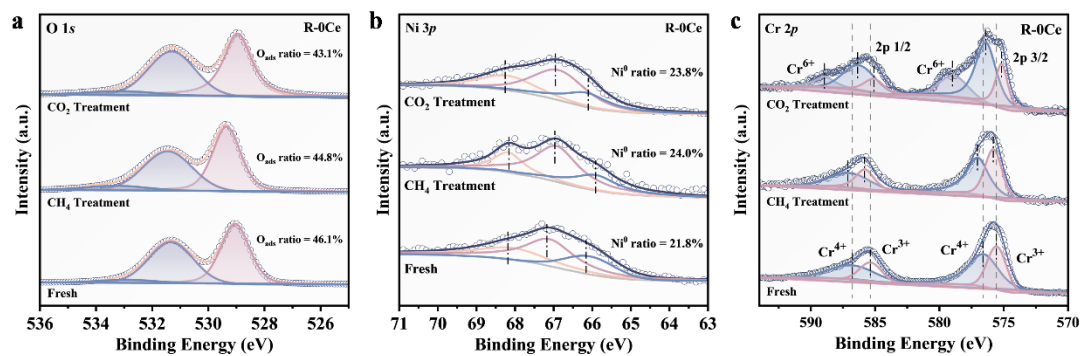 a
O 1s
R-0Ce
O_ads ratio = 43.1%
CO₂ Treatment
O_ads ratio = 44.8%
CH₄ Treatment
O_ads ratio = 46.1%
Fresh
Intensity (a.u.)
536 534 532 530 528 526
Binding Energy (eV)
b
Ni 3p
R-0Ce
Ni⁰ ratio = 23.8%
CO₂ Treatment
Ni⁰ ratio = 24.0%
CH₄ Treatment
Ni⁰ ratio = 21.8%
Fresh
Intensity (a.u.)
71 70 69 68 67 66 65 64 63
Binding Energy (eV)
c
Cr 2p
R-0Ce
Cr⁶⁺
2p 1/2
Cr⁶⁺
2p 3/2
CO₂ Treatment
CH₄ Treatment
Cr⁴⁺
Cr³⁺
Cr⁴⁺
Cr³⁺
Fresh
Intensity (a.u.)
590 585 580 575 570
Binding Energy (eV)